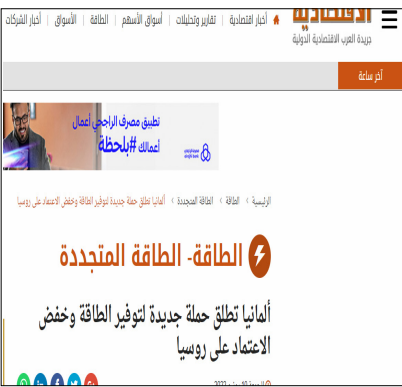 الاقتصادية
جريدة العرب الاقتصادية الدولية
أخبار اقتصادية | تقارير وتحليلات | أسواق الأسهم | الطاقة | الأسواق | أخبار الشركات
آخر ساعة
تطبيق مصرف الراجحي أعمال
أعمالك #بلحظة
الرئيسية › الطاقة › الطاقة المتجددة › ألمانيا تطلق حملة جديدة لتوفير الطاقة وخفض الاعتماد على روسيا
الطاقة- الطاقة المتجددة
ألمانيا تطلق حملة جديدة لتوفير الطاقة وخفض
الاعتماد على روسيا